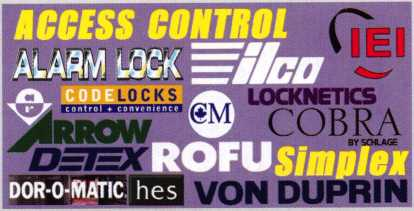 ACCESS CONTROL
IEI
ALARM LOCK
ilco
CODELOCKS
control + convenience
LOCKNETICS
CM
COBRA
BY SCHLAGE
ARROW
DETEX
ROFU
Simplex
DOR-O-MATIC
hes
VON DUPRIN